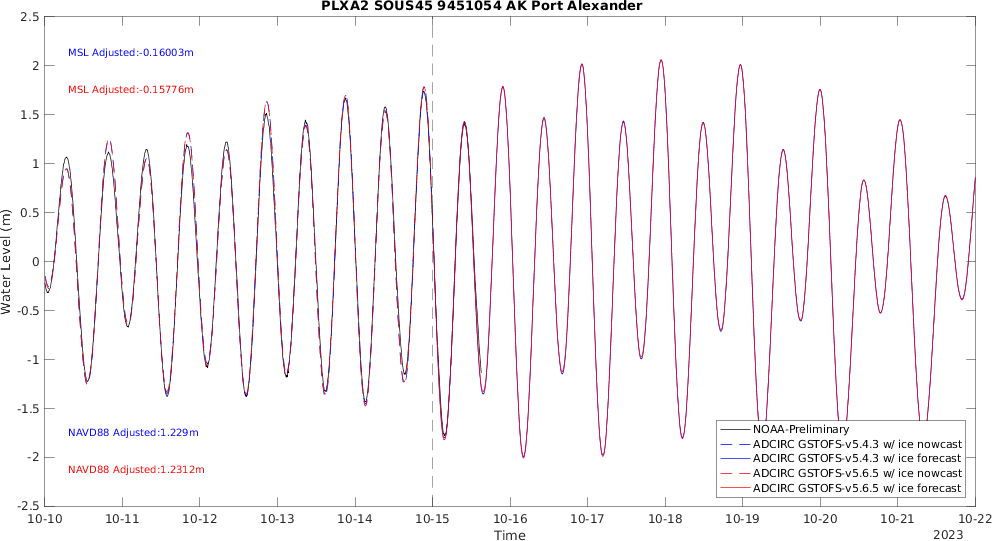 PLXA2 SOUS45 9451054 AK Port Alexander
2.5
2
1.5
1
0.5
0
-0.5
-1
-1.5
-2
-2.5
Water Level (m)
MSL Adjusted:-0.16003m
MSL Adjusted:-0.15776m
NAVD88 Adjusted:1.229m
NAVD88 Adjusted:1.2312m
NOAA-Preliminary
ADCIRC GSTOFS-v5.4.3 w/ ice nowcast
ADCIRC GSTOFS-v5.4.3 w/ ice forecast
ADCIRC GSTOFS-v5.6.5 w/ ice nowcast
ADCIRC GSTOFS-v5.6.5 w/ ice forecast
10-10 10-11 10-12 10-13 10-14 10-15 10-16 10-17 10-18 10-19 10-20 10-21 10-22
Time
2023